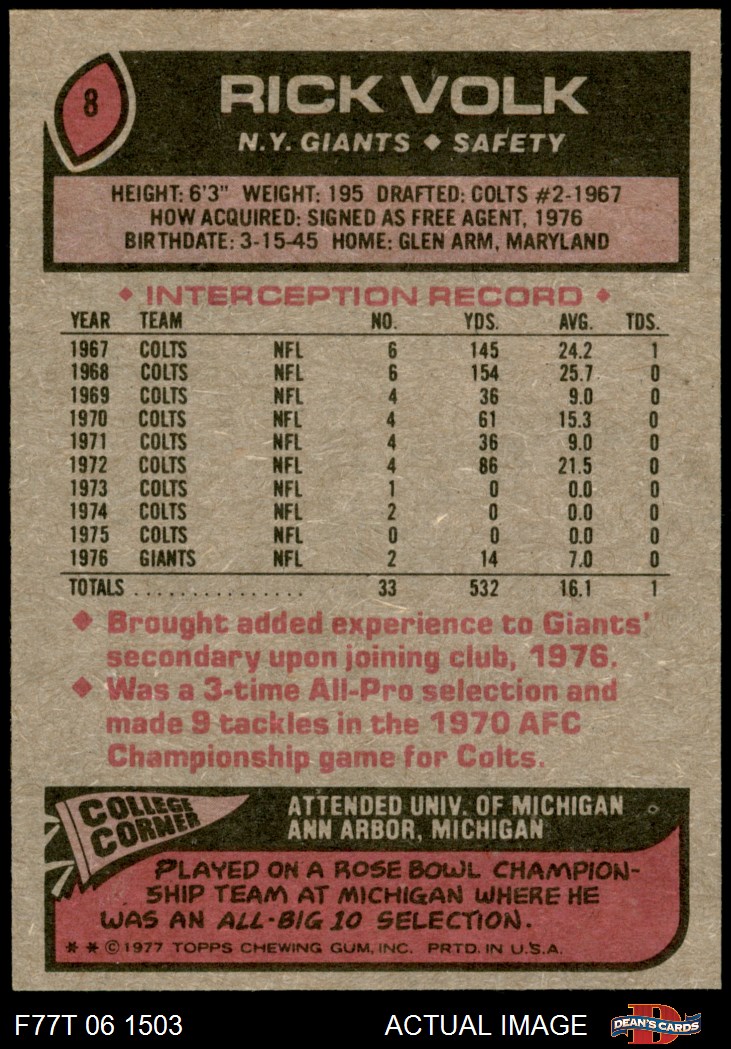 8
RICK VOLK
N.Y. GIANTS ◆ SAFETY
HEIGHT: 6'3" WEIGHT: 195 DRAFTED: COLTS #2-1967
HOW ACQUIRED: SIGNED AS FREE AGENT, 1976
BIRTHDATE: 3-15-45 HOME: GLEN ARM, MARYLAND
◆ INTERCEPTION RECORD ◆
YEAR TEAM NO. YDS. AVG. TDS.
1967 COLTS NFL 6 145 24.2 1
1968 COLTS NFL 6 154 25.7 0
1969 COLTS NFL 4 36 9.0 0
1970 COLTS NFL 4 61 15.3 0
1971 COLTS NFL 4 36 9.0 0
1972 COLTS NFL 4 86 21.5 0
1973 COLTS NFL 1 0 0.0 0
1974 COLTS NFL 2 0 0.0 0
1975 COLTS NFL 0 0 0.0 0
1976 GIANTS NFL 2 14 7.0 0
TOTALS ............... 33 532 16.1 1
◆ Brought added experience to Giants'
secondary upon joining club, 1976.
◆ Was a 3-time All-Pro selection and
made 9 tackles in the 1970 AFC
Championship game for Colts.
COLLEGE
CORNER
ATTENDED UNIV. OF MICHIGAN
ANN ARBOR, MICHIGAN
PLAYED ON A ROSE BOWL CHAMPION-
SHIP TEAM AT MICHIGAN WHERE HE
WAS AN ALL-BIG 10 SELECTION.
* * © 1977 TOPPS CHEWING GUM, INC. PRTD. IN U.S.A.
F77T 06 1503 ACTUAL IMAGE D DEAN'S CARDS